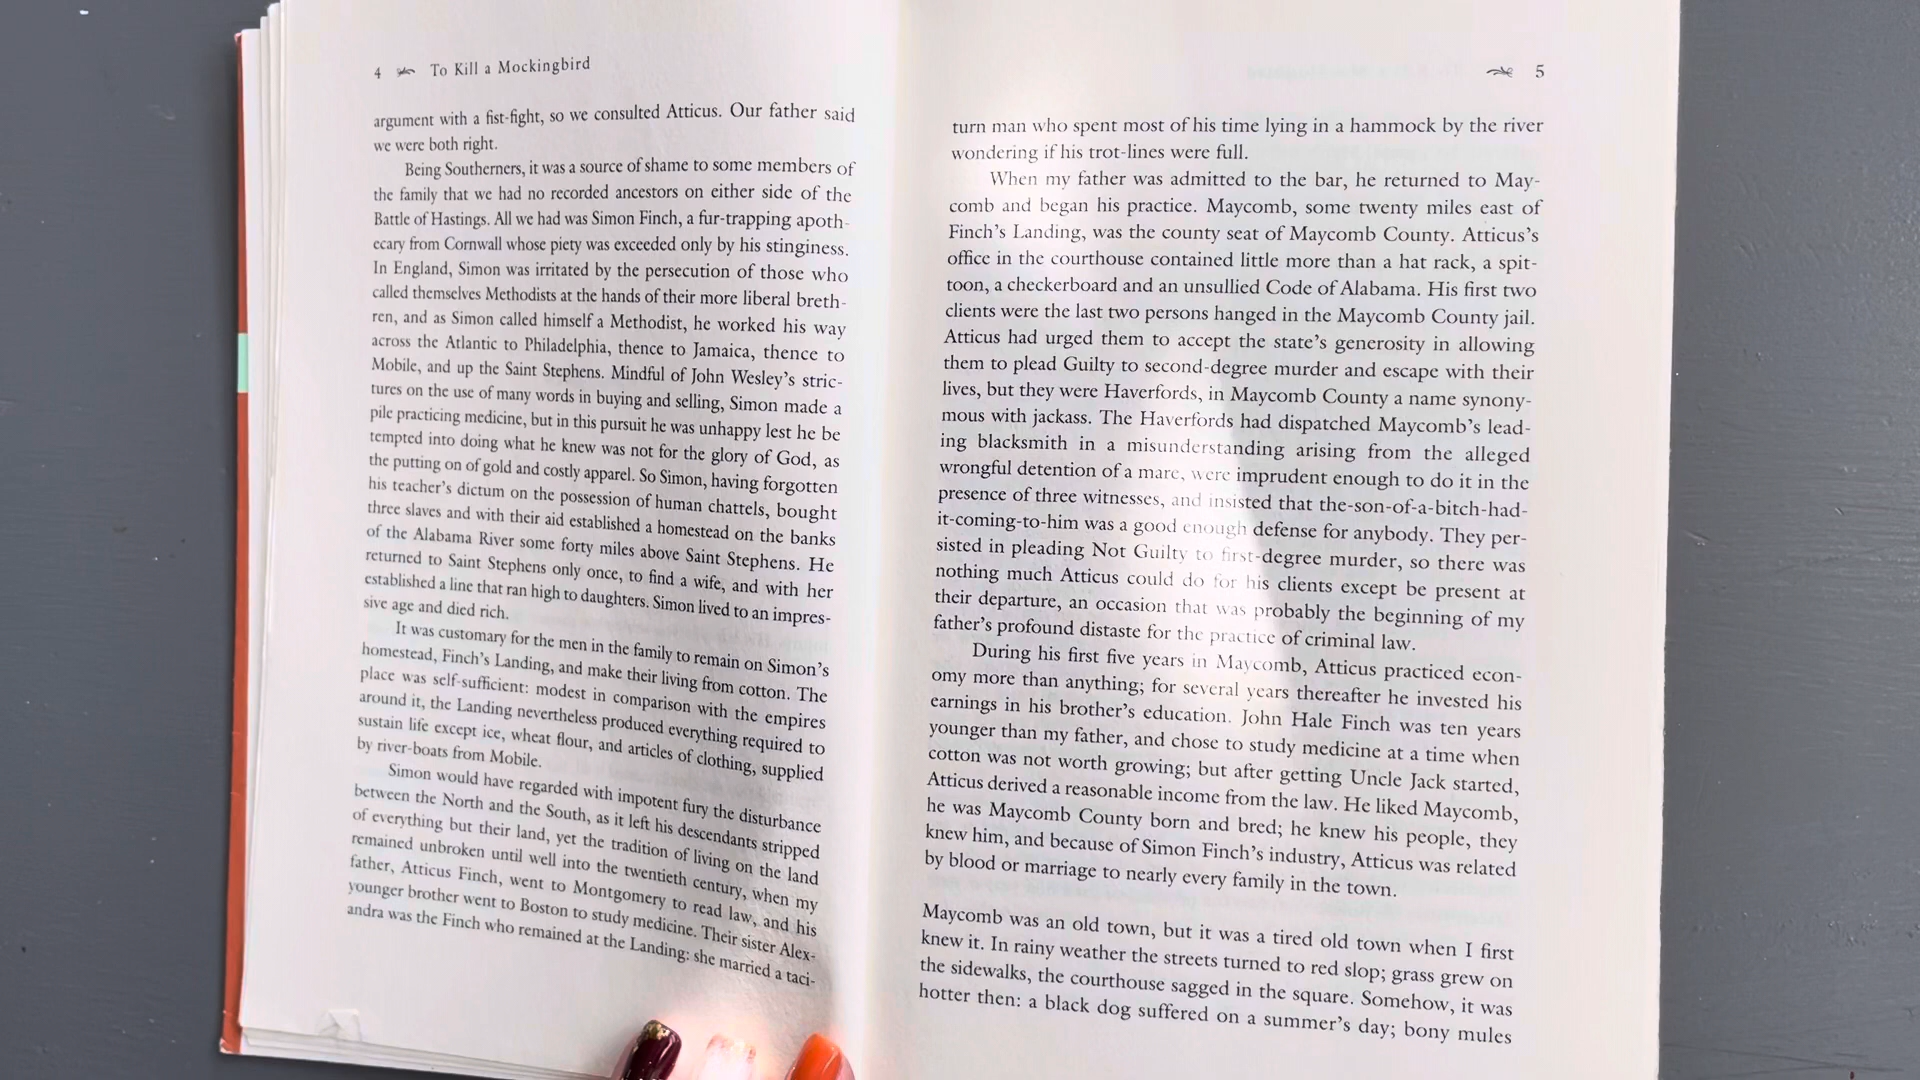 4 To Kill a Mockingbird
argument with a fist-fight, so we consulted Atticus. Our father said
we were both right.
Being Southerners, it was a source of shame to some members of
the family that we had no recorded ancestors on either side of the
Battle of Hastings. All we had was Simon Finch, a fur-trapping apoth-
ecary from Cornwall whose piety was exceeded only by his stinginess.
In England, Simon was irritated by the persecution of those who
called themselves Methodists at the hands of their more liberal breth-
ren, and as Simon called himself a Methodist, he worked his way
across the Atlantic to Philadelphia, thence to Jamaica, thence to
Mobile, and up the Saint Stephens. Mindful of John Wesley's stric-
tures on the use of many words in buying and selling, Simon made a
pile practicing medicine, but in this pursuit he was unhappy lest he be
tempted into doing what he knew was not for the glory of God, as
the putting on of gold and costly apparel. So Simon, having forgotten
his teacher's dictum on the possession of human chattels, bought
three slaves and with their aid established a homestead on the banks
of the Alabama River some forty miles above Saint Stephens. He
returned to Saint Stephens only once, to find a wife, and with her
established a line that ran high to daughters. Simon lived to an impres-
sive age and died rich.
It was customary for the men in the family to remain on Simon's
homestead, Finch's Landing, and make their living from cotton. The
place was self-sufficient: modest in comparison with the empires
around it, the Landing nevertheless produced everything required to
sustain life except ice, wheat flour, and articles of clothing, supplied
by river-boats from Mobile.
Simon would have regarded with impotent fury the disturbance
between the North and the South, as it left his descendants stripped
of everything but their land, yet the tradition of living on the land
remained unbroken until well into the twentieth century, when my
father, Atticus Finch, went to Montgomery to read law, and his
younger brother went to Boston to study medicine. Their sister Alex-
andra was the Finch who remained at the Landing: she married a taci-
5
turn man who spent most of his time lying in a hammock by the river
wondering if his trot-lines were full.
When my father was admitted to the bar, he returned to May-
comb and began his practice. Maycomb, some twenty miles east of
Finch's Landing, was the county seat of Maycomb County. Atticus's
office in the courthouse contained little more than a hat rack, a spit-
toon, a checkerboard and an unsullied Code of Alabama. His first two
clients were the last two persons hanged in the Maycomb County jail.
Atticus had urged them to accept the state's generosity in allowing
them to plead Guilty to second-degree murder and escape with their
lives, but they were Haverfords, in Maycomb County a name synony-
mous with jackass. The Haverfords had dispatched Maycomb's lead-
ing blacksmith in a misunderstanding arising from the alleged
wrongful detention of a mare, were imprudent enough to do it in the
presence of three witnesses, and insisted that the-son-of-a-bitch-had-
it-coming-to-him was a good enough defense for anybody. They per-
sisted in pleading Not Guilty to first-degree murder, so there was
nothing much Atticus could do for his clients except be present at
their departure, an occasion that was probably the beginning of my
father's profound distaste for the practice of criminal law.
During his first five years in Maycomb, Atticus practiced econ-
omy more than anything; for several years thereafter he invested his
earnings in his brother's education. John Hale Finch was ten years
younger than my father, and chose to study medicine at a time when
cotton was not worth growing; but after getting Uncle Jack started,
Atticus derived a reasonable income from the law. He liked Maycomb,
he was Maycomb County born and bred; he knew his people, they
knew him, and because of Simon Finch's industry, Atticus was related
by blood or marriage to nearly every family in the town.
Maycomb was an old town, but it was a tired old town when I first
knew it. In rainy weather the streets turned to red slop; grass grew on
the sidewalks, the courthouse sagged in the square. Somehow, it was
hotter then: a black dog suffered on a summer's day; bony mules